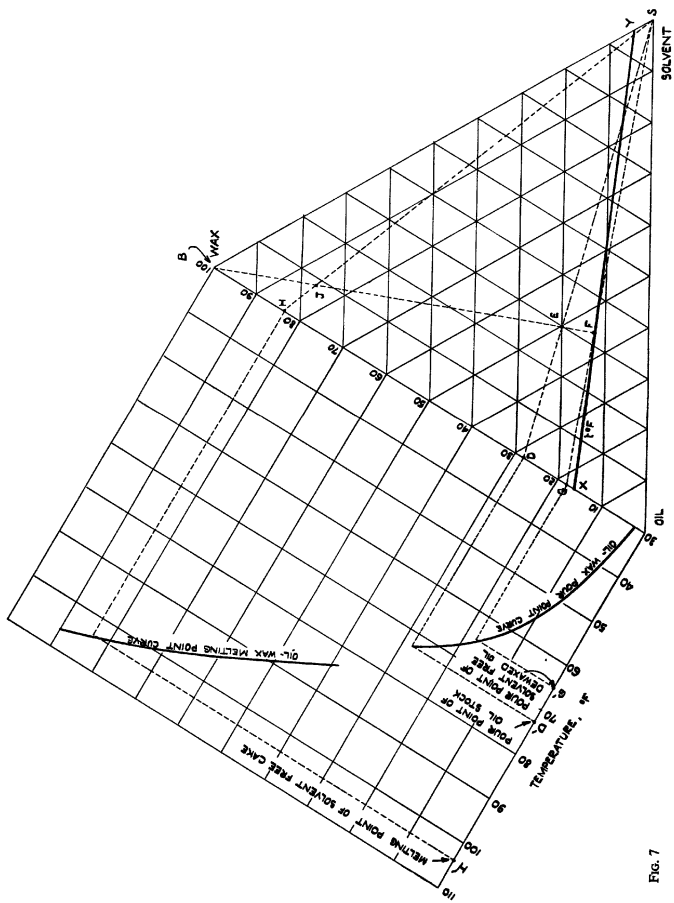 S
Y
SOLVENT
B
WAX
100
90
H
80
J
70
60
50
40
30
D
20
G
X
10
E
F
t°F
OIL
30
40
50
60
G'
70
D'
80
90
100
H'
110
TEMPERATURE, °F
OIL-WAX POUR POINT CURVE
OIL-WAX MELTING POINT CURVE
POUR POINT OF
SOLVENT FREE
DEWAXED OIL
POUR POINT OF
OIL STOCK
MELTING POINT OF SOLVENT FREE CAKE
FIG. 7